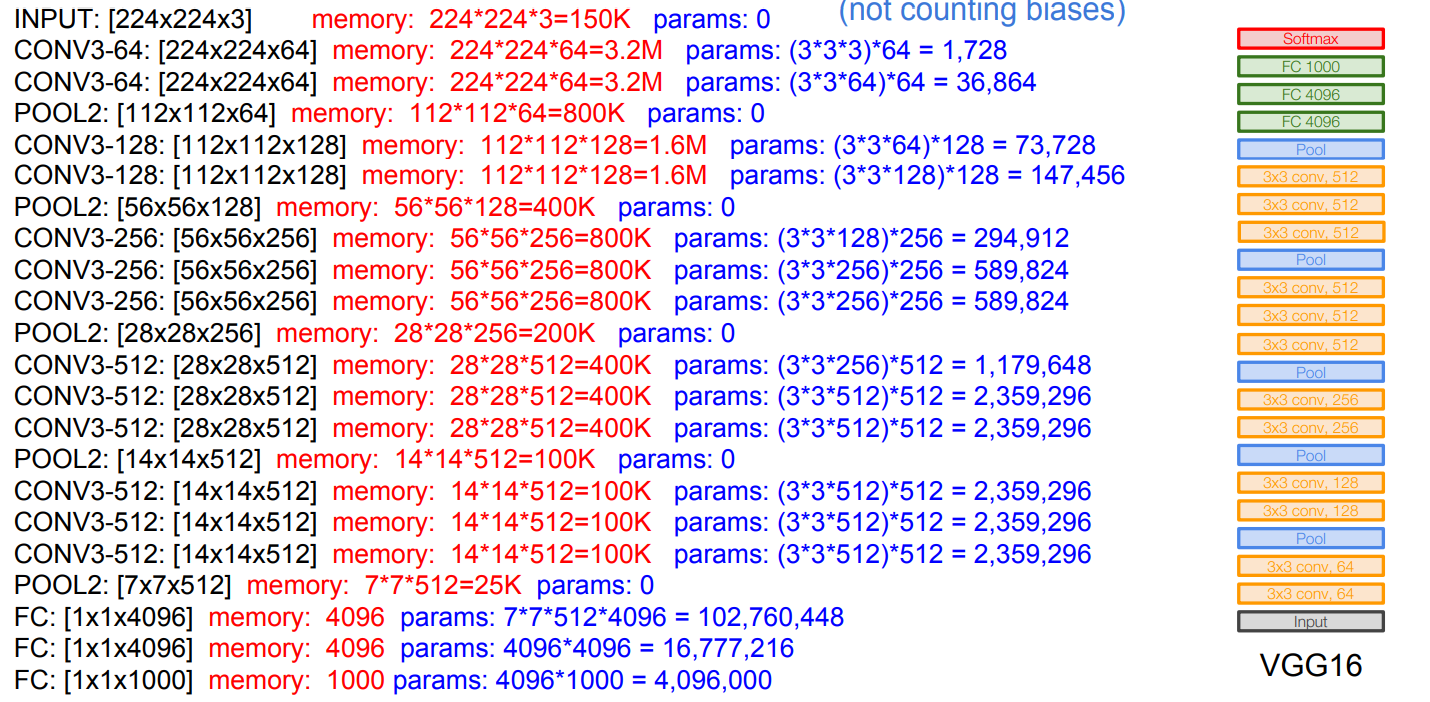 (not counting biases)
INPUT: [224x224x3] memory: 224*224*3=150K params: 0
CONV3-64: [224x224x64] memory: 224*224*64=3.2M params: (3*3*3)*64 = 1,728
CONV3-64: [224x224x64] memory: 224*224*64=3.2M params: (3*3*64)*64 = 36,864
POOL2: [112x112x64] memory: 112*112*64=800K params: 0
CONV3-128: [112x112x128] memory: 112*112*128=1.6M params: (3*3*64)*128 = 73,728
CONV3-128: [112x112x128] memory: 112*112*128=1.6M params: (3*3*128)*128 = 147,456
POOL2: [56x56x128] memory: 56*56*128=400K params: 0
CONV3-256: [56x56x256] memory: 56*56*256=800K params: (3*3*128)*256 = 294,912
CONV3-256: [56x56x256] memory: 56*56*256=800K params: (3*3*256)*256 = 589,824
CONV3-256: [56x56x256] memory: 56*56*256=800K params: (3*3*256)*256 = 589,824
POOL2: [28x28x256] memory: 28*28*256=200K params: 0
CONV3-512: [28x28x512] memory: 28*28*512=400K params: (3*3*256)*512 = 1,179,648
CONV3-512: [28x28x512] memory: 28*28*512=400K params: (3*3*512)*512 = 2,359,296
CONV3-512: [28x28x512] memory: 28*28*512=400K params: (3*3*512)*512 = 2,359,296
POOL2: [14x14x512] memory: 14*14*512=100K params: 0
CONV3-512: [14x14x512] memory: 14*14*512=100K params: (3*3*512)*512 = 2,359,296
CONV3-512: [14x14x512] memory: 14*14*512=100K params: (3*3*512)*512 = 2,359,296
CONV3-512: [14x14x512] memory: 14*14*512=100K params: (3*3*512)*512 = 2,359,296
POOL2: [7x7x512] memory: 7*7*512=25K params: 0
FC: [1x1x4096] memory: 4096 params: 7*7*512*4096 = 102,760,448
FC: [1x1x4096] memory: 4096 params: 4096*4096 = 16,777,216
FC: [1x1x1000] memory: 1000 params: 4096*1000 = 4,096,000
Softmax
FC 1000
FC 4096
FC 4096
Pool
3x3 conv, 512
3x3 conv, 512
3x3 conv, 512
Pool
3x3 conv, 512
3x3 conv, 512
3x3 conv, 512
Pool
3x3 conv, 256
3x3 conv, 256
Pool
3x3 conv, 128
3x3 conv, 128
Pool
3x3 conv, 64
3x3 conv, 64
Input
VGG16